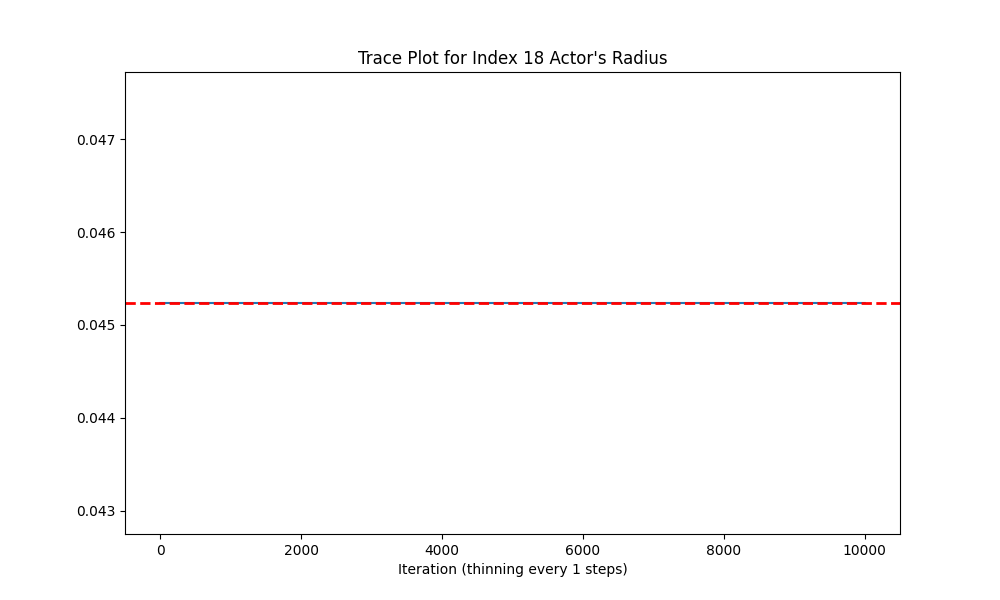 Trace Plot for Index 18 Actor's Radius
0.047
0.046
0.045
0.044
0.043
0 2000 4000 6000 8000 10000
Iteration (thinning every 1 steps)